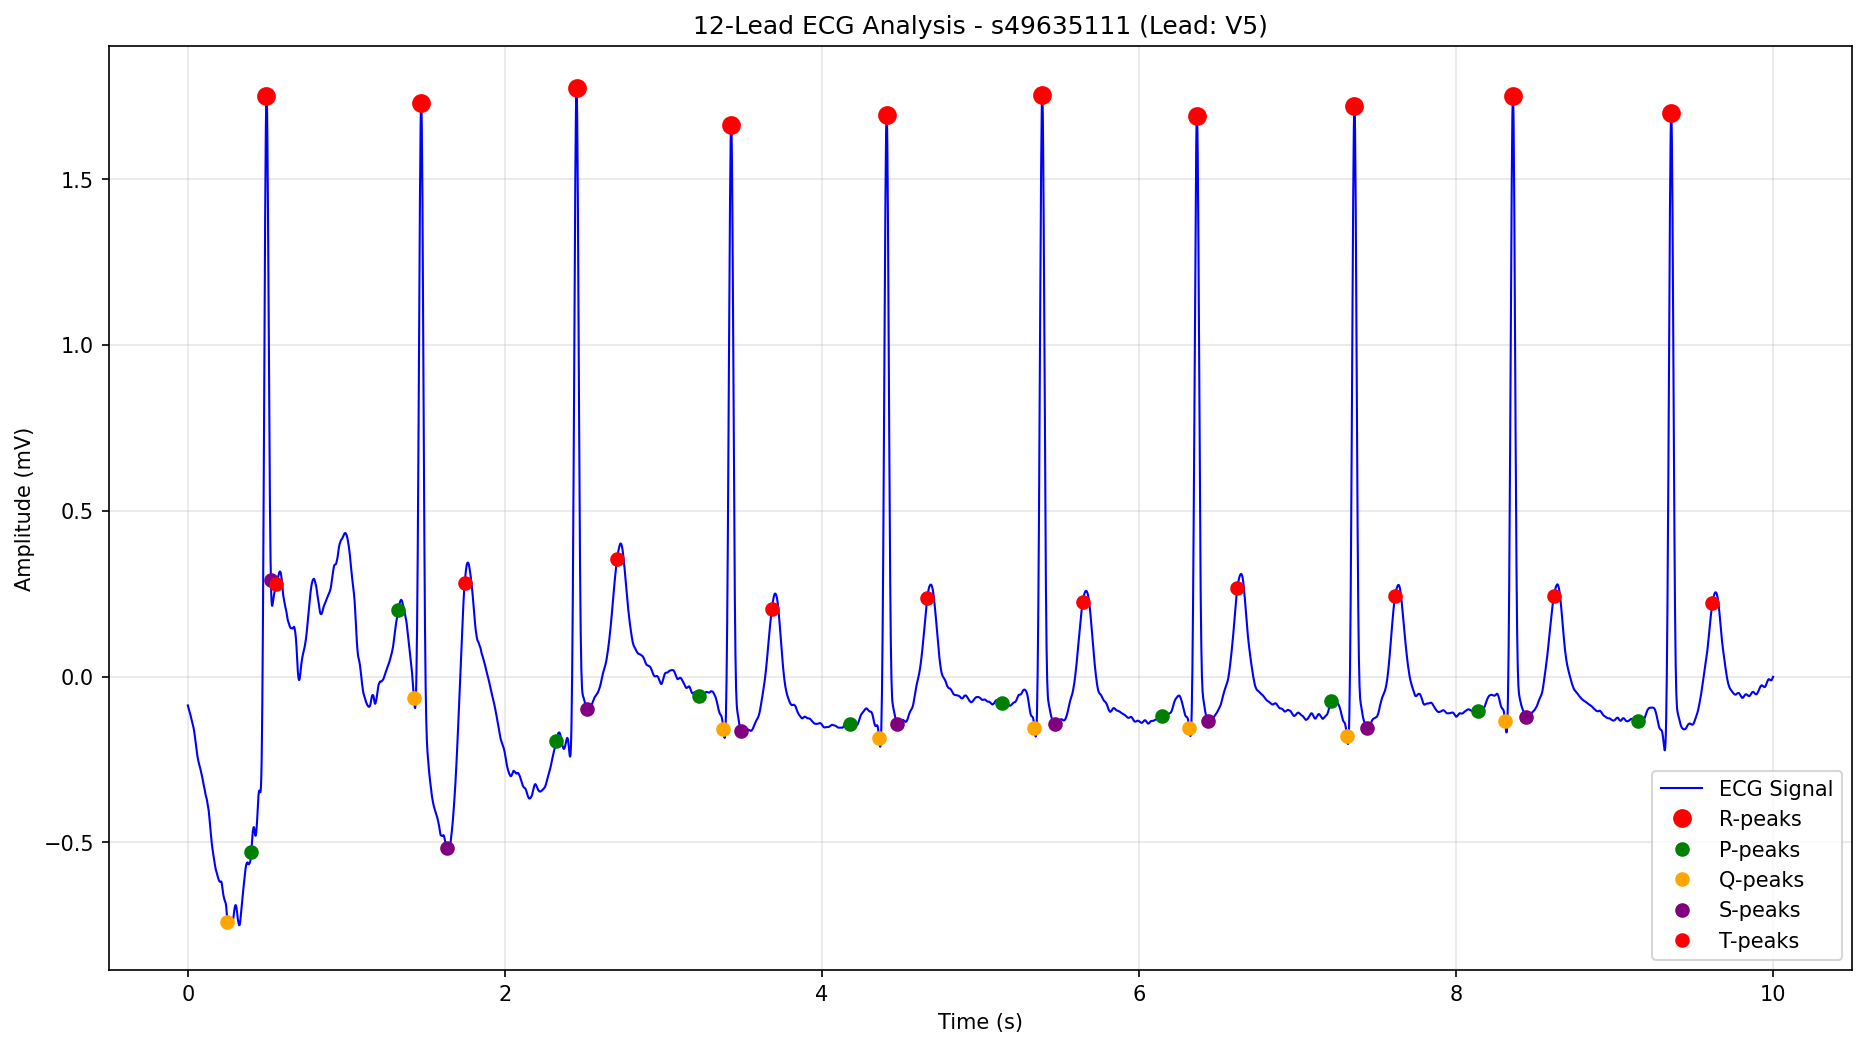 12-Lead ECG Analysis - s49635111 (Lead: V5)
Amplitude (mV)
1.5
1.0
0.5
0.0
−0.5
0
2
4
6
8
10
Time (s)
ECG Signal
R-peaks
P-peaks
Q-peaks
S-peaks
T-peaks